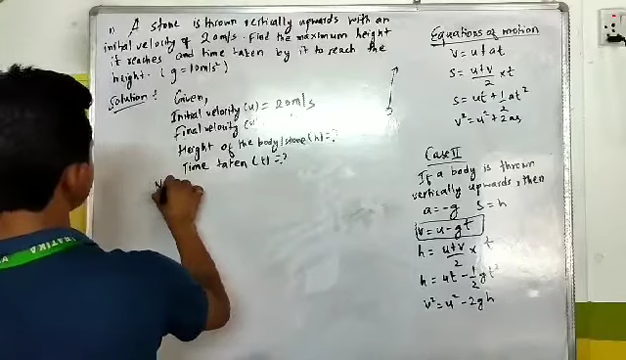 1) A stone is thrown vertically upwards with an
initial velocity of 20m/s. Find the maximum height
it reaches and time taken by it to reach the
height. (g = 10m/s²)
Solution:
Given,
Initial velocity (u) = 20m/s
Final velocity
Height of the body/stone (h) = ?
Time taken (t) = ?
Equations of motion
v = u + at
s = u+v/2 × t
s = ut + 1/2 at²
v² = u² + 2as
Case II
If a body is thrown
vertically upwards, then
a = -g s = h
v = u - gt
h = u+v/2 × t
h = ut - 1/2 gt²
v² = u² - 2gh